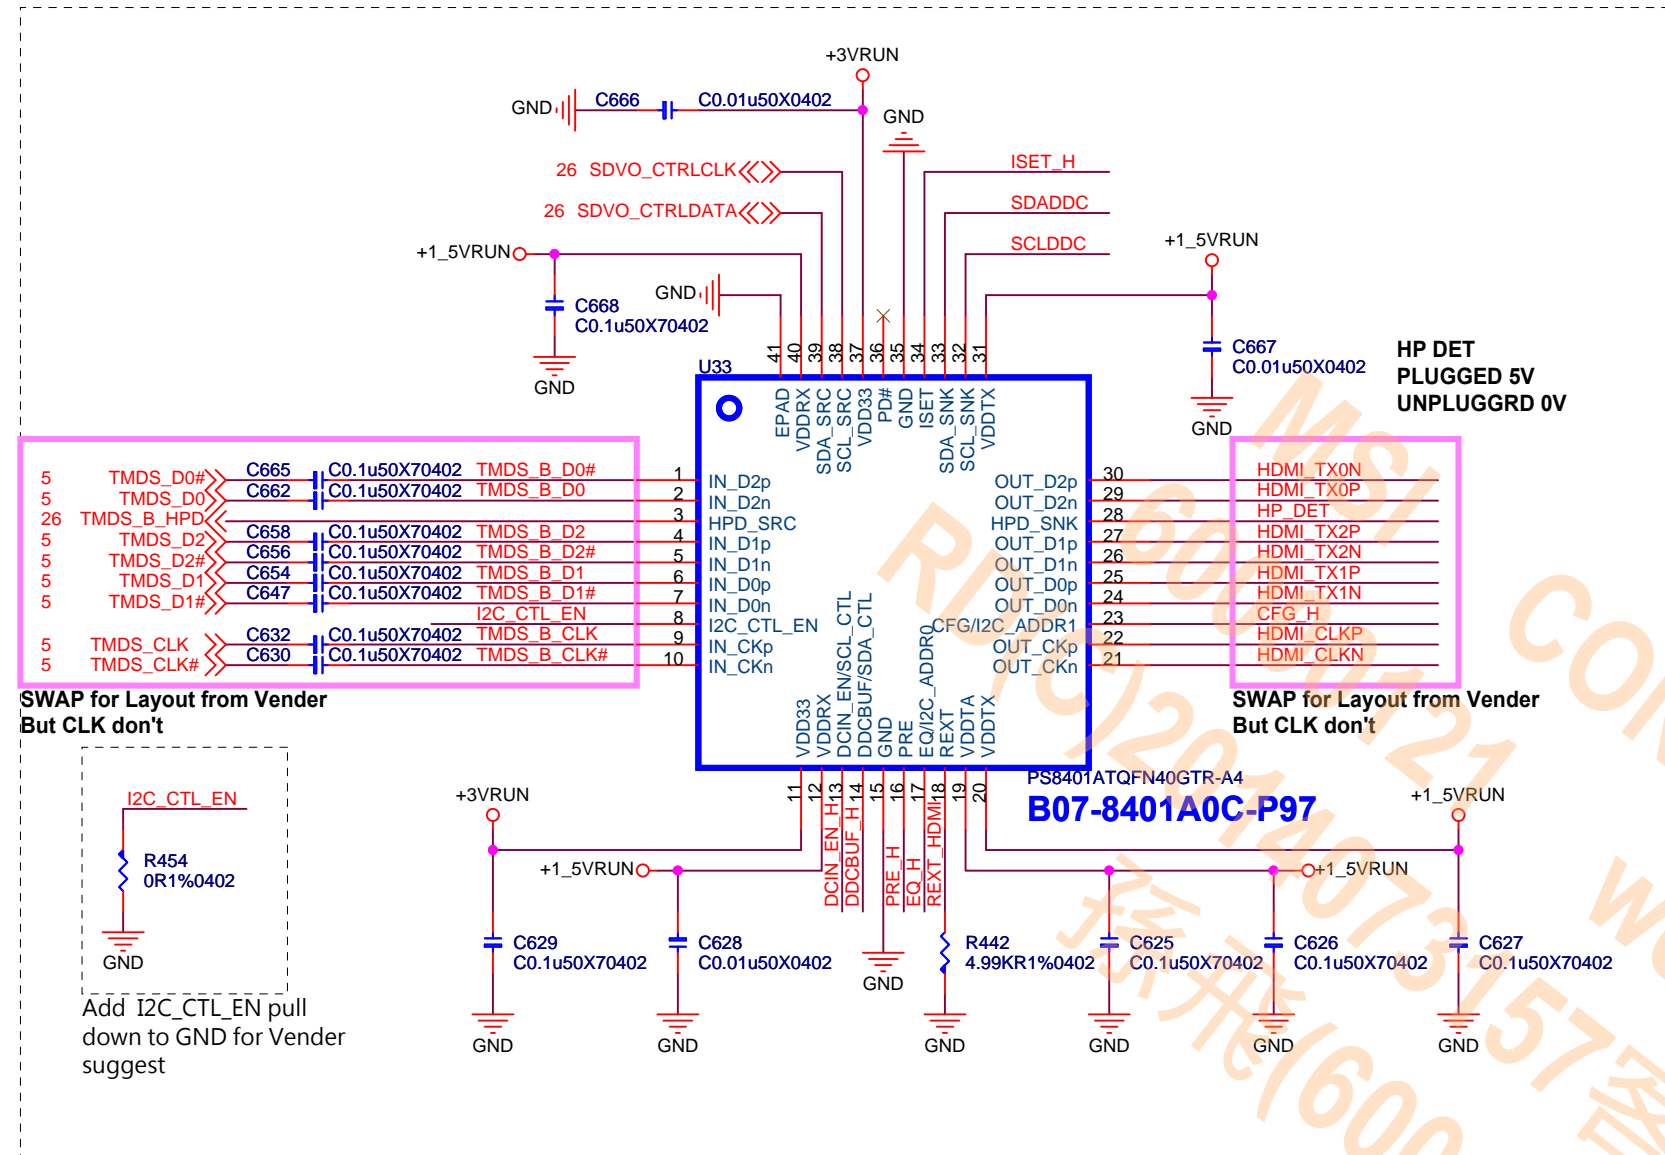 +3VRUN
GND C666 C0.01u50X0402
GND
26 SDVO_CTRLCLK
ISET_H
26 SDVO_CTRLDATA
SDADDC
+1_5VRUN
SCLDDC
+1_5VRUN
GND
C668
C0.1u50X70402
GND
C667
C0.01u50X0402
GND
HP DET
PLUGGED 5V
UNPLUGGRD 0V
U33
41 40 39 38 37 36 35 34 33 32 31
EPAD VDDRX SDA_SRC SCL_SRC VDD33 PD# GND ISET SDA_SNK SCL_SNK VDDTX
5 TMDS_D0# C665 C0.1u50X70402 TMDS_B_D0# 1 IN_D2p
5 TMDS_D0 C662 C0.1u50X70402 TMDS_B_D0 2 IN_D2n
26 TMDS_B_HPD 3 HPD_SRC
5 TMDS_D2 C658 C0.1u50X70402 TMDS_B_D2 4 IN_D1p
5 TMDS_D2# C656 C0.1u50X70402 TMDS_B_D2# 5 IN_D1n
5 TMDS_D1 C654 C0.1u50X70402 TMDS_B_D1 6 IN_D0p
5 TMDS_D1# C647 C0.1u50X70402 TMDS_B_D1# 7 IN_D0n
I2C_CTL_EN 8 I2C_CTL_EN
5 TMDS_CLK C632 C0.1u50X70402 TMDS_B_CLK 9 IN_CKp
5 TMDS_CLK# C630 C0.1u50X70402 TMDS_B_CLK# 10 IN_CKn
OUT_D2p 30 HDMI_TX0N
OUT_D2n 29 HDMI_TX0P
HPD_SNK 28 HP_DET
OUT_D1p 27 HDMI_TX2P
OUT_D1n 26 HDMI_TX2N
OUT_D0p 25 HDMI_TX1P
OUT_D0n 24 HDMI_TX1N
CFG/I2C_ADDR1 23 CFG_H
OUT_CKp 22 HDMI_CLKP
OUT_CKn 21 HDMI_CLKN
SWAP for Layout from Vender
But CLK don't
SWAP for Layout from Vender
But CLK don't
VDD33 VDDRX DCIN_EN/SCL_CTL DDCBUF/SDA_CTL GND PRE EQ/I2C_ADDR0 REXT VDDTA VDDTX
11 12 13 14 15 16 17 18 19 20
DCIN_EN_H DDCBUF_H PRE_H EQ_H REXT_HDMI
PS8401ATQFN40GTR-A4
B07-8401A0C-P97
I2C_CTL_EN
R454
0R1%0402
GND
Add I2C_CTL_EN pull
down to GND for Vender
suggest
+3VRUN
+1_5VRUN
+1_5VRUN
+1_5VRUN
C629
C0.1u50X70402
GND
C628
C0.01u50X0402
GND
GND
R442
4.99KR1%0402
GND
C625
C0.1u50X70402
GND
C626
C0.1u50X70402
GND
C627
C0.1u50X70402
GND
MSI
CON